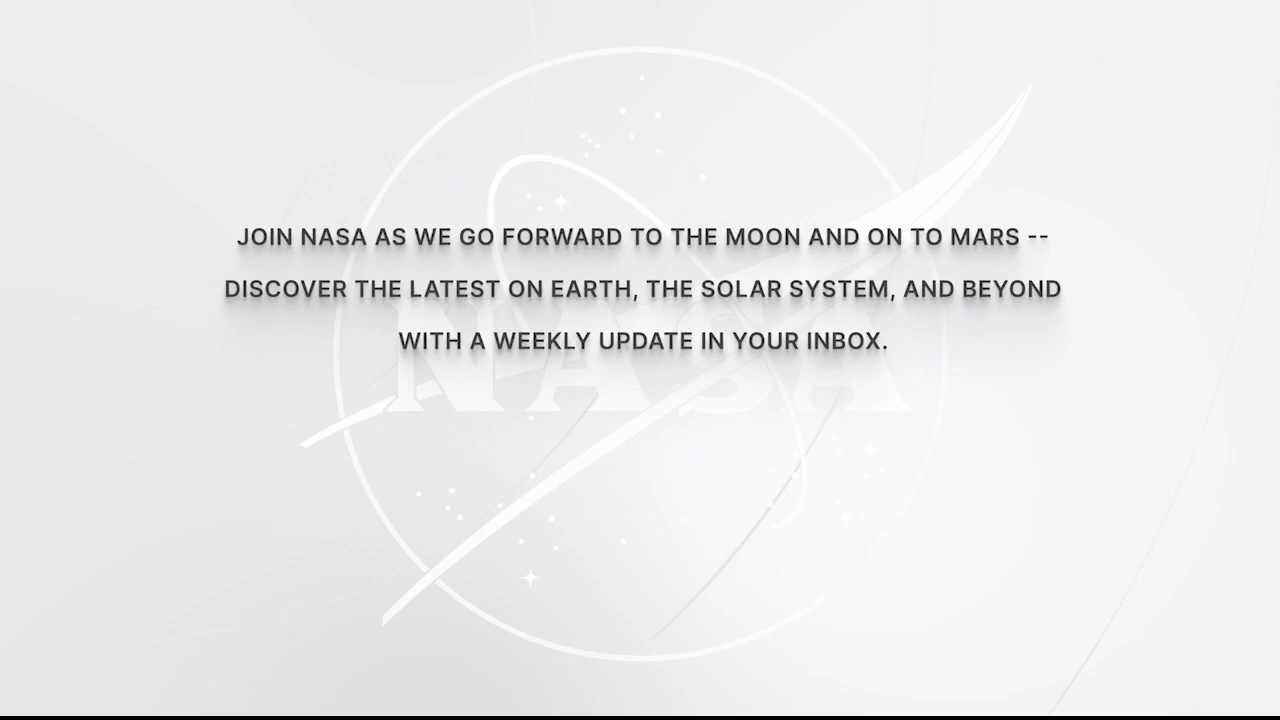 JOIN NASA AS WE GO FORWARD TO THE MOON AND ON TO MARS --
DISCOVER THE LATEST ON EARTH, THE SOLAR SYSTEM, AND BEYOND
WITH A WEEKLY UPDATE IN YOUR INBOX.
NASA